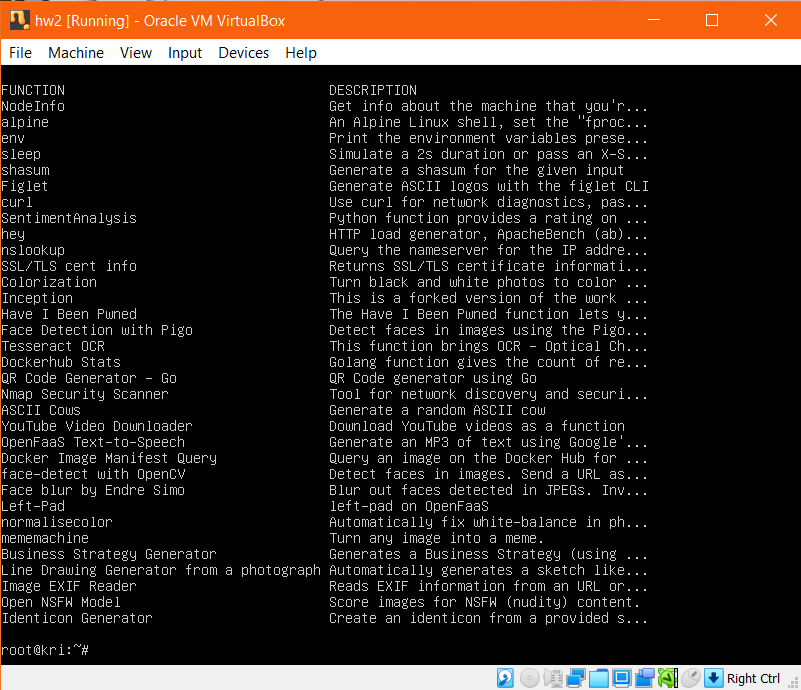 hw2 [Running] - Oracle VM VirtualBox
File Machine View Input Devices Help
FUNCTION DESCRIPTION
NodeInfo Get info about the machine that you'r...
alpine An Alpine Linux shell, set the "fproc...
env Print the environment variables prese...
sleep Simulate a 2s duration or pass an X-S...
shasum Generate a shasum for the given input
Figlet Generate ASCII logos with the figlet CLI
curl Use curl for network diagnostics, pas...
SentimentAnalysis Python function provides a rating on ...
hey HTTP load generator, ApacheBench (ab)...
nslookup Query the nameserver for the IP addre...
SSL/TLS cert info Returns SSL/TLS certificate informati...
Colorization Turn black and white photos to color ...
Inception This is a forked version of the work ...
Have I Been Pwned The Have I Been Pwned function lets y...
Face Detection with Pigo Detect faces in images using the Pigo...
Tesseract OCR This function brings OCR - Optical Ch...
Dockerhub Stats Golang function gives the count of re...
QR Code Generator - Go QR Code generator using Go
Nmap Security Scanner Tool for network discovery and securi...
ASCII Cows Generate a random ASCII cow
YouTube Video Downloader Download YouTube videos as a function
OpenFaaS Text-to-Speech Generate an MP3 of text using Google'...
Docker Image Manifest Query Query an image on the Docker Hub for ...
face-detect with OpenCV Detect faces in images. Send a URL as...
Face blur by Endre Simo Blur out faces detected in JPEGs. Inv...
Left-Pad left-pad on OpenFaaS
normalisecolor Automatically fix white-balance in ph...
mememachine Turn any image into a meme.
Business Strategy Generator Generates a Business Strategy (using ...
Line Drawing Generator from a photograph Automatically generates a sketch like...
Image EXIF Reader Reads EXIF information from an URL or...
Open NSFW Model Score images for NSFW (nudity) content.
Identicon Generator Create an identicon from a provided s...
root@kri:~#
Right Ctrl